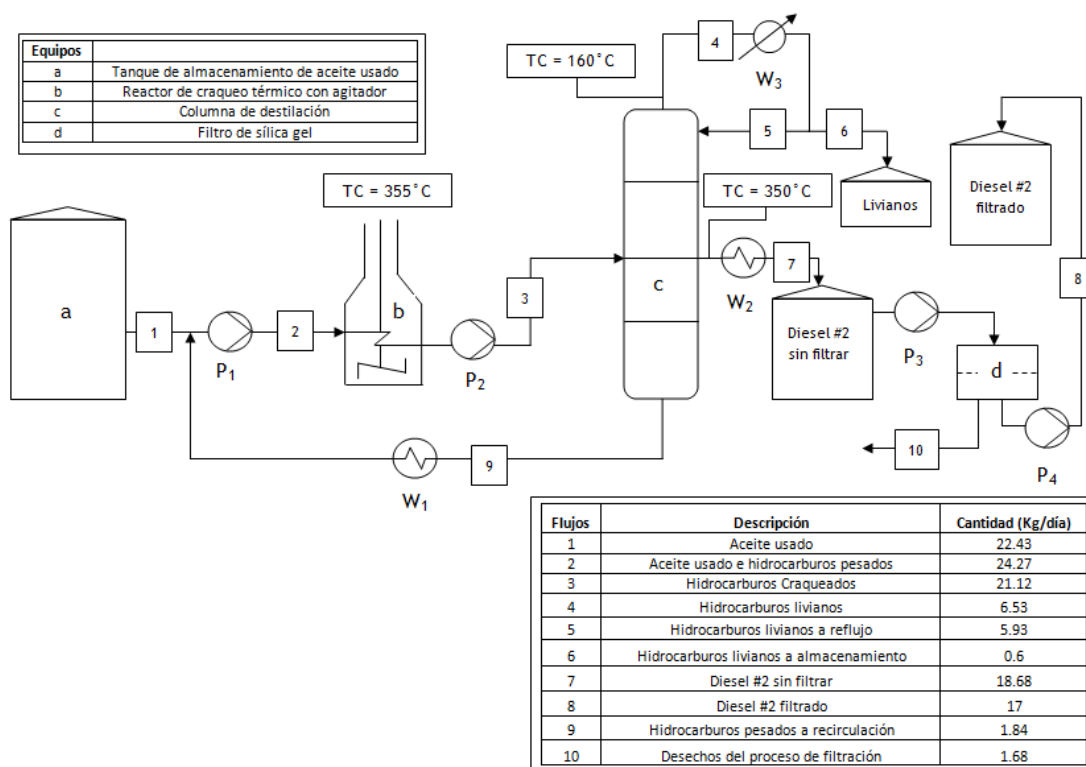 Equipos
a Tanque de almacenamiento de aceite usado
b Reactor de craqueo térmico con agitador
c Columna de destilación
d Filtro de sílica gel
TC = 160°C
4
W3
5
6
TC = 355°C
TC = 350°C
Livianos
Diesel #2
filtrado
a
1
P1
2
b
P2
3
c
W2
7
Diesel #2
sin filtrar
P3
d
8
10
P4
W1
9
Flujos Descripción Cantidad (Kg/día)
1 Aceite usado 22.43
2 Aceite usado e hidrocarburos pesados 24.27
3 Hidrocarburos Craqueados 21.12
4 Hidrocarburos livianos 6.53
5 Hidrocarburos livianos a reflujo 5.93
6 Hidrocarburos livianos a almacenamiento 0.6
7 Diesel #2 sin filtrar 18.68
8 Diesel #2 filtrado 17
9 Hidrocarburos pesados a recirculación 1.84
10 Desechos del proceso de filtración 1.68